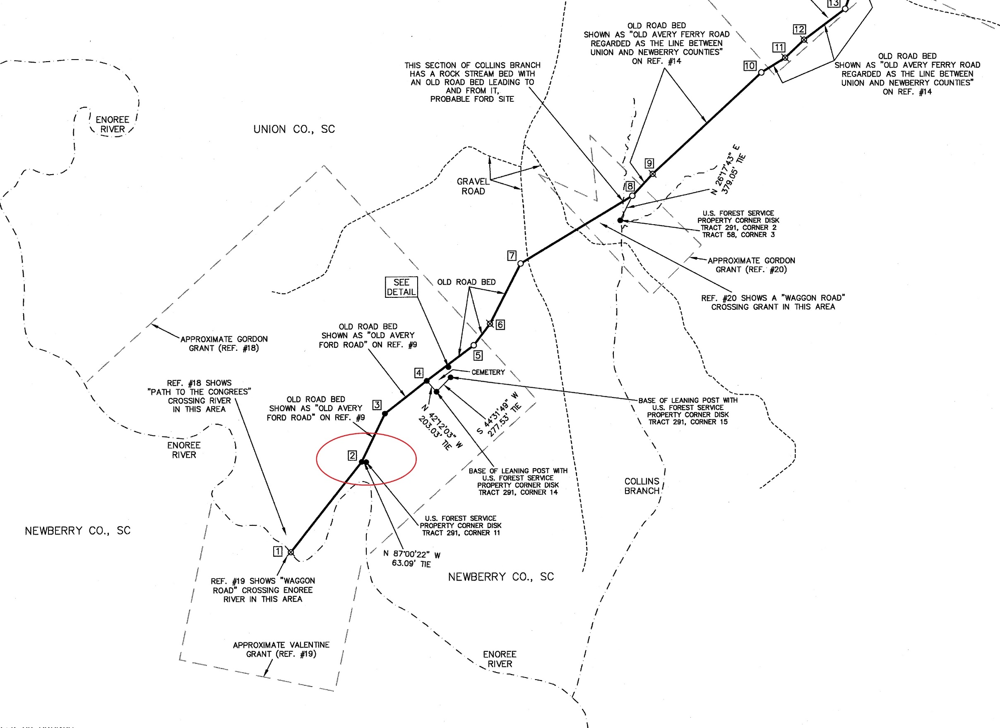 13
12
11
10
OLD ROAD BED
SHOWN AS "OLD AVERY FERRY ROAD
REGARDED AS THE LINE BETWEEN
UNION AND NEWBERRY COUNTIES"
ON REF. #14
OLD ROAD BED
SHOWN AS "OLD AVERY FERRY ROAD
REGARDED AS THE LINE BETWEEN
UNION AND NEWBERRY COUNTIES"
ON REF. #14
THIS SECTION OF COLLINS BRANCH
HAS A ROCK STREAM BED WITH
AN OLD ROAD BED LEADING TO
AND FROM IT,
PROBABLE FORD SITE
ENOREE
RIVER
UNION CO., SC
GRAVEL
ROAD
9
8
N 26°17'43" E
379.05' TIE
U.S. FOREST SERVICE
PROPERTY CORNER DISK
TRACT 291, CORNER 2
TRACT 58, CORNER 3
7
APPROXIMATE GORDON
GRANT (REF. #20)
SEE
DETAIL
OLD ROAD BED
REF. #20 SHOWS A "WAGGON ROAD"
CROSSING GRANT IN THIS AREA
6
OLD ROAD BED
SHOWN AS "OLD AVERY
FORD ROAD" ON REF. #9
APPROXIMATE GORDON
GRANT (REF. #18)
5
4
CEMETERY
REF. #18 SHOWS
"PATH TO THE CONGREES"
CROSSING RIVER
IN THIS AREA
OLD ROAD BED
SHOWN AS "OLD AVERY
FORD ROAD" ON REF. #9
3
N 42°12'03" W
203.03' TIE
S 44°31'49" W
277.53' TIE
BASE OF LEANING POST WITH
U.S. FOREST SERVICE
PROPERTY CORNER DISK
TRACT 291, CORNER 15
ENOREE
RIVER
2
BASE OF LEANING POST WITH
U.S. FOREST SERVICE
PROPERTY CORNER DISK
TRACT 291, CORNER 14
COLLINS
BRANCH
U.S. FOREST SERVICE
PROPERTY CORNER DISK
TRACT 291, CORNER 11
NEWBERRY CO., SC
1
N 87°00'22" W
63.09' TIE
REF. #19 SHOWS "WAGGON
ROAD" CROSSING ENOREE
RIVER IN THIS AREA
NEWBERRY CO., SC
APPROXIMATE VALENTINE
GRANT (REF. #19)
ENOREE
RIVER